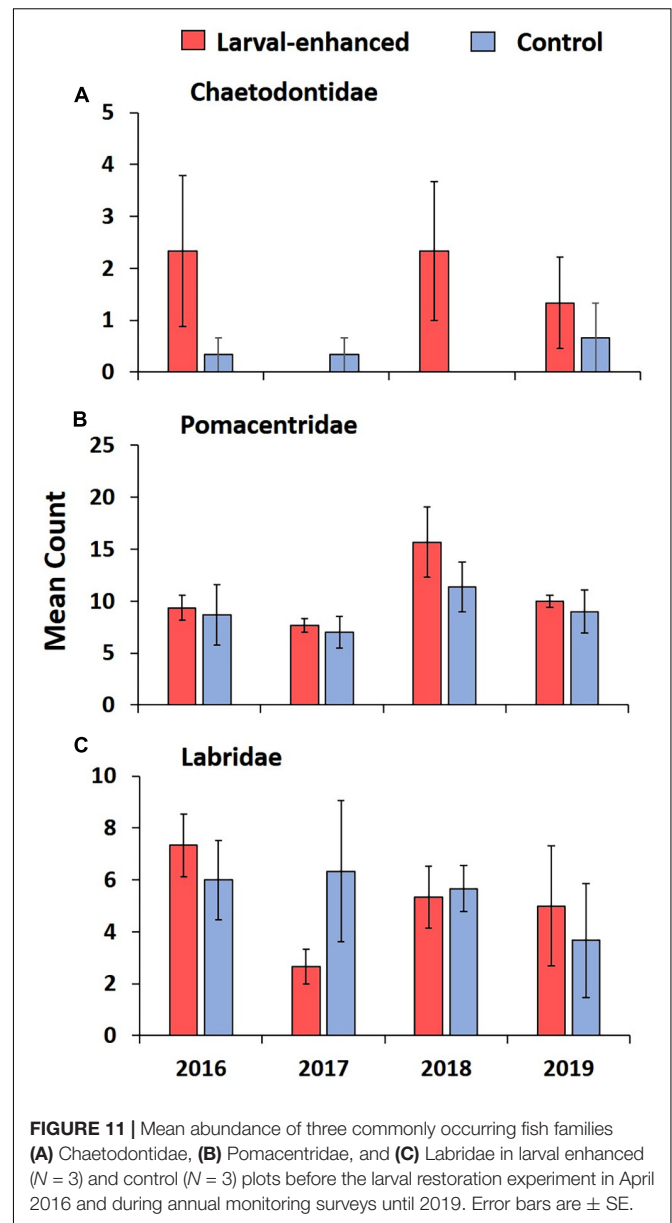 Larval-enhanced Control
A Chaetodontidae
5
4
3
2
1
0
B Pomacentridae
25
20
15
10
5
0
Mean Count
C Labridae
10
8
6
4
2
0
2016 2017 2018 2019
FIGURE 11 | Mean abundance of three commonly occurring fish families
(A) Chaetodontidae, (B) Pomacentridae, and (C) Labridae in larval enhanced
(N = 3) and control (N = 3) plots before the larval restoration experiment in April
2016 and during annual monitoring surveys until 2019. Error bars are ± SE.